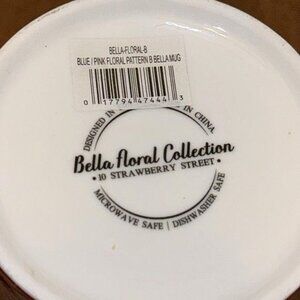 BELLA-FLORAL-B
BLUE / PINK FLORAL PATTERN B BELLA MUG
0 17794 47444 3
DESIGNED IN
IN CHINA
Bella floral Collection
• 10 STRAWBERRY STREET •
MICROWAVE SAFE | DISHWASHER SAFE